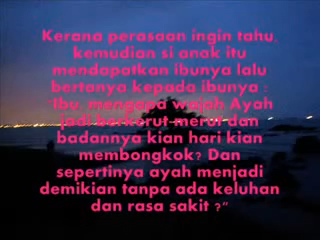 Kerana perasaan ingin tahu,
kemudian si anak itu
mendapatkan ibunya lalu
bertanya kepada ibunya :
"Ibu, mengapa wajah Ayah
jadi berkerut-merut dan
badannya kian hari kian
membongkok? Dan
sepertinya ayah menjadi
demikian tanpa ada keluhan
dan rasa sakit ?"